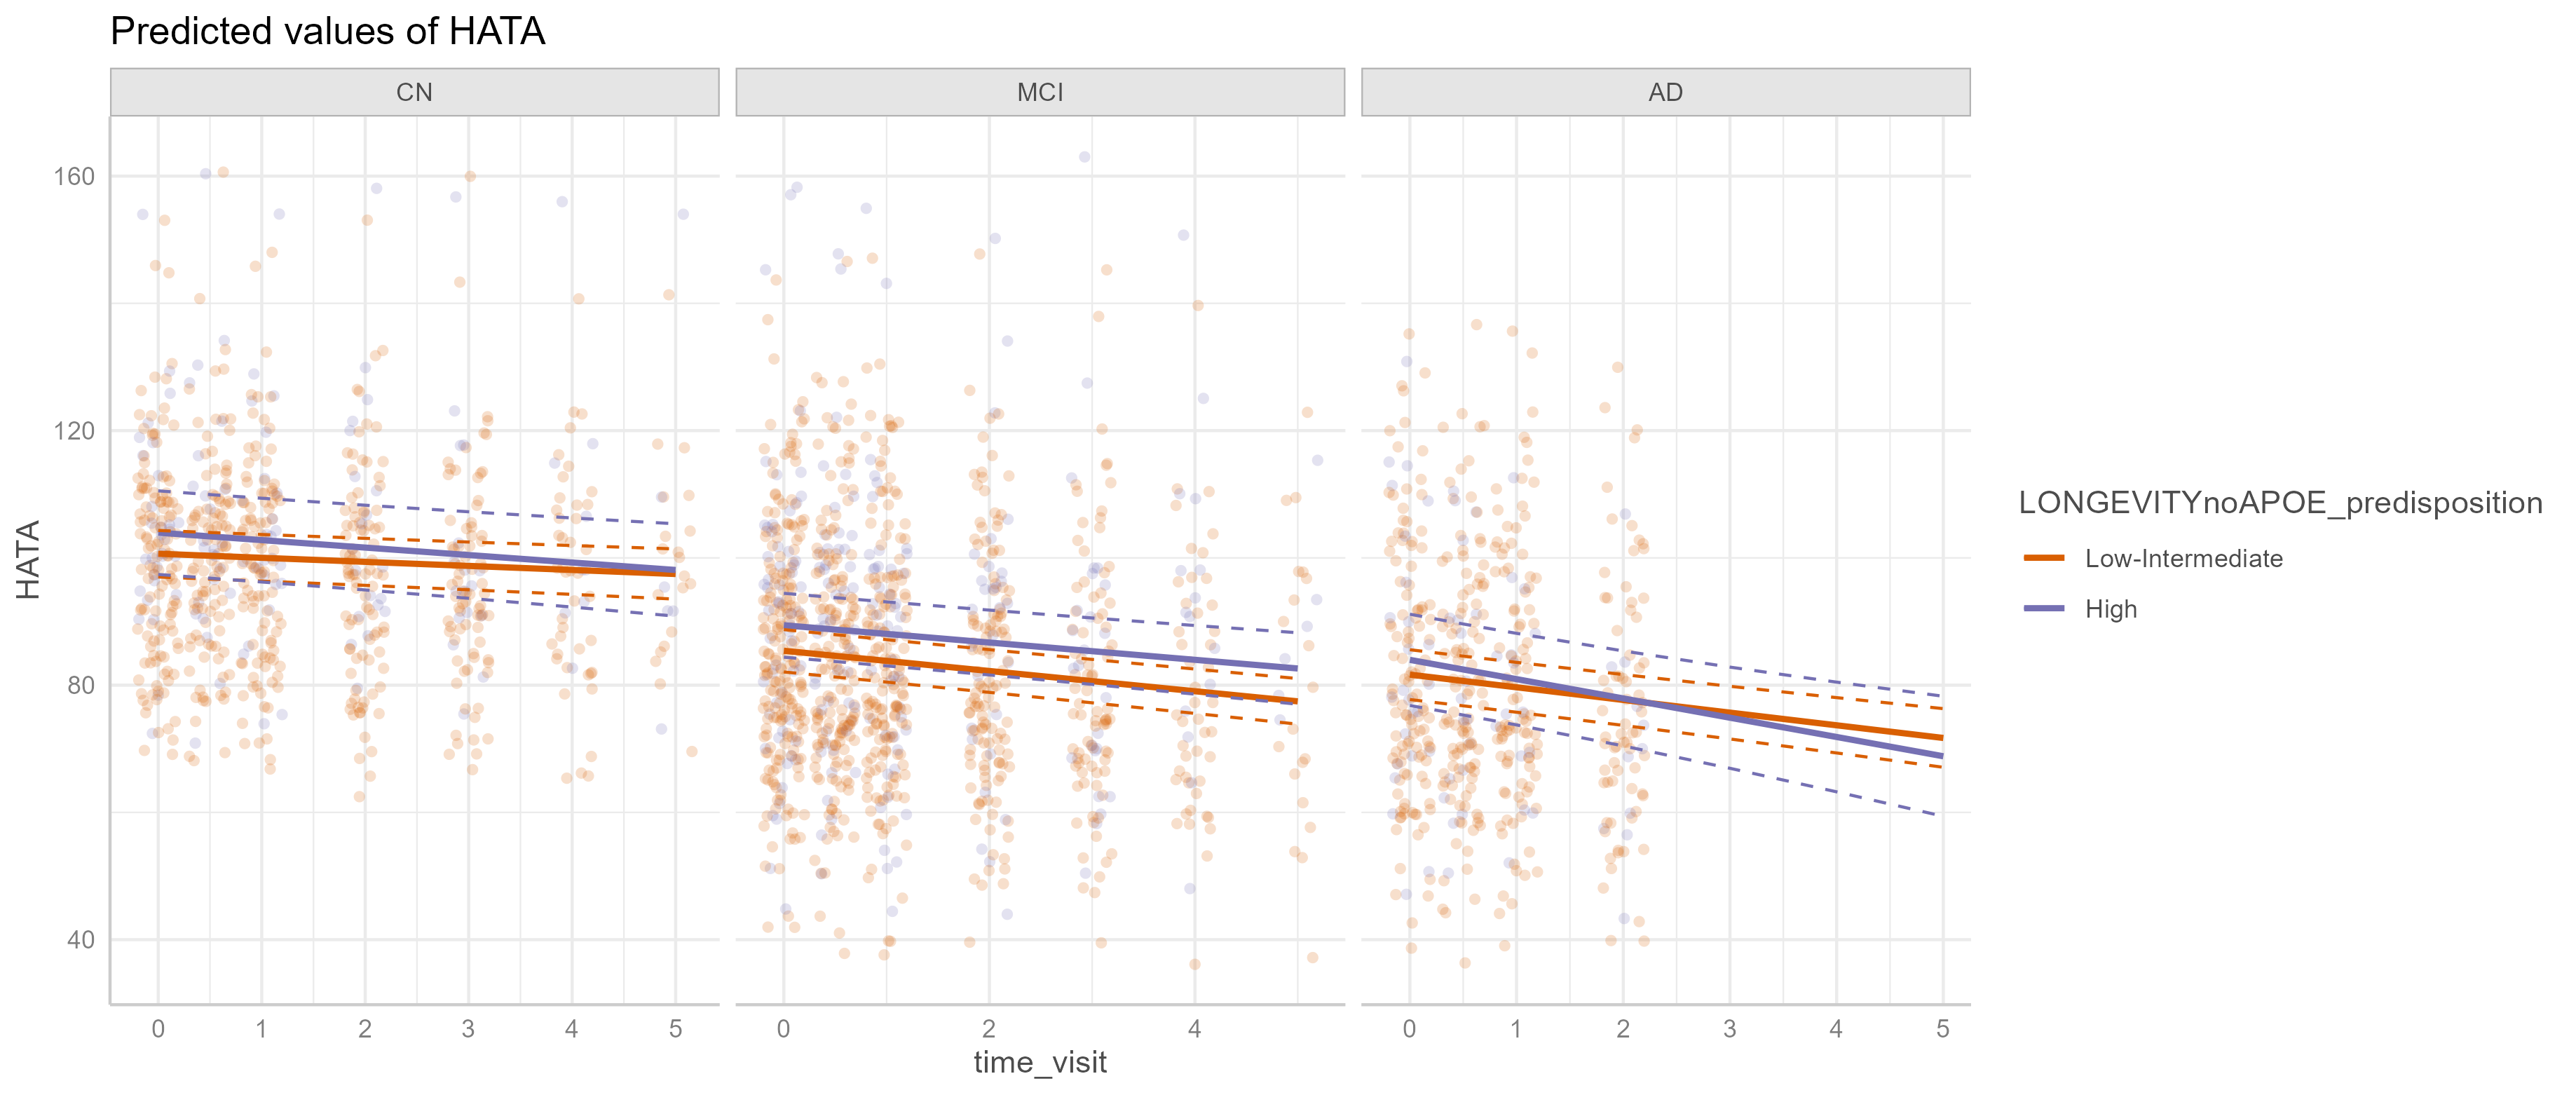 Predicted values of HATA
CN
MCI
AD
160
120
80
40
HATA
0 1 2 3 4 5
0 2 4
0 1 2 3 4 5
time_visit
LONGEVITYnoAPOE_predisposition
Low-Intermediate
High